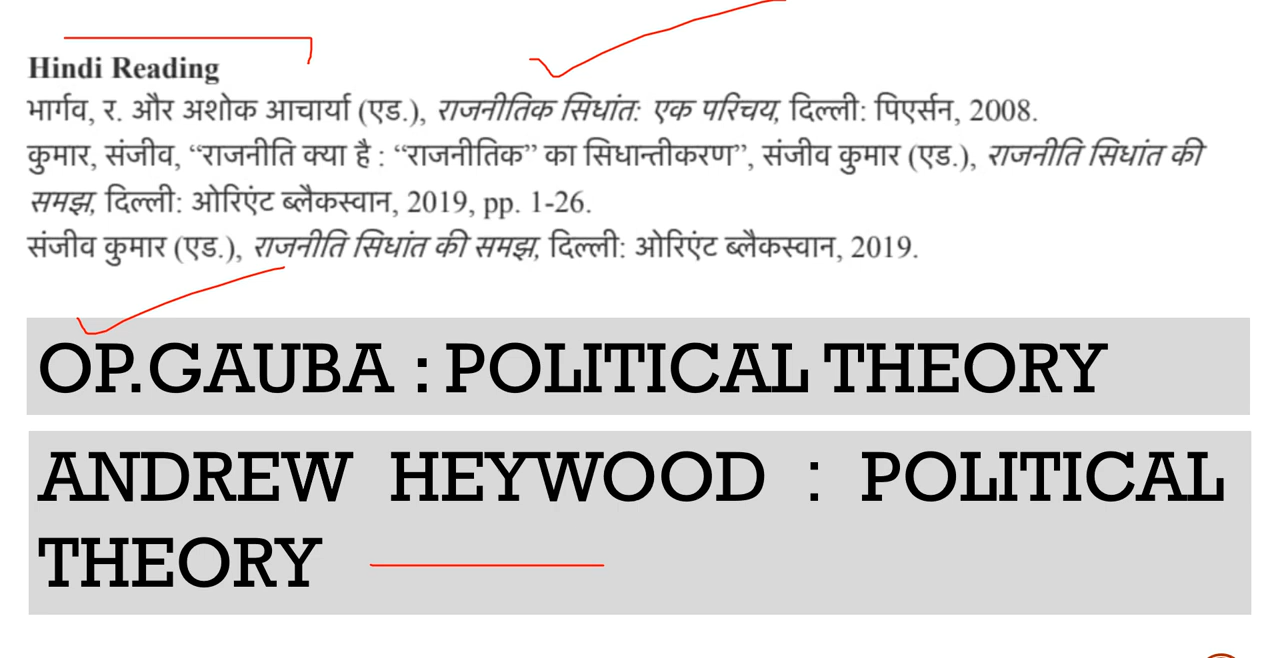 Hindi Reading
भार्गव, र. और अशोक आचार्या (एड.), राजनीतिक सिधांत: एक परिचय, दिल्ली: पिएर्सन, 2008.
कुमार, संजीव, “राजनीति क्या है : “राजनीतिक” का सिधान्तीकरण”, संजीव कुमार (एड.), राजनीति सिधांत की
समझ, दिल्ली: ओरिएंट ब्लैकस्वान, 2019, pp. 1-26.
संजीव कुमार (एड.), राजनीति सिधांत की समझ, दिल्ली: ओरिएंट ब्लैकस्वान, 2019.
OP.GAUBA : POLITICAL THEORY
ANDREW HEYWOOD : POLITICAL
THEORY